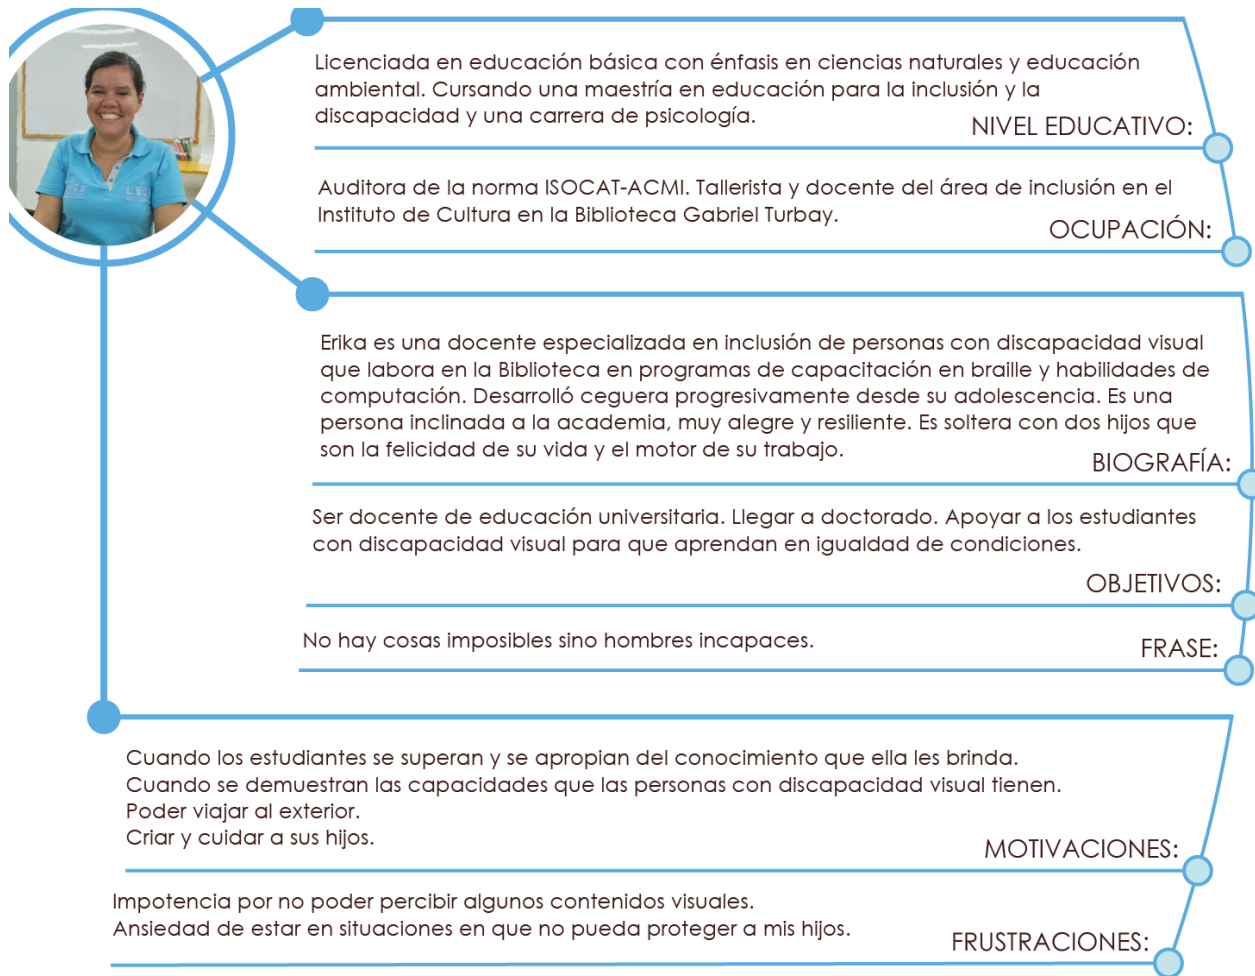 Licenciada en educación básica con énfasis en ciencias naturales y educación
ambiental. Cursando una maestría en educación para la inclusión y la
discapacidad y una carrera de psicología.
NIVEL EDUCATIVO:
Auditora de la norma ISOCAT-ACMI. Tallerista y docente del área de inclusión en el
Instituto de Cultura en la Biblioteca Gabriel Turbay.
OCUPACIÓN:
Erika es una docente especializada en inclusión de personas con discapacidad visual
que labora en la Biblioteca en programas de capacitación en braille y habilidades de
computación. Desarrolló ceguera progresivamente desde su adolescencia. Es una
persona inclinada a la academia, muy alegre y resiliente. Es soltera con dos hijos que
son la felicidad de su vida y el motor de su trabajo.
BIOGRAFÍA:
Ser docente de educación universitaria. Llegar a doctorado. Apoyar a los estudiantes
con discapacidad visual para que aprendan en igualdad de condiciones.
OBJETIVOS:
No hay cosas imposibles sino hombres incapaces.
FRASE:
Cuando los estudiantes se superan y se apropian del conocimiento que ella les brinda.
Cuando se demuestran las capacidades que las personas con discapacidad visual tienen.
Poder viajar al exterior.
Criar y cuidar a sus hijos.
MOTIVACIONES:
Impotencia por no poder percibir algunos contenidos visuales.
Ansiedad de estar en situaciones en que no pueda proteger a mis hijos.
FRUSTRACIONES: